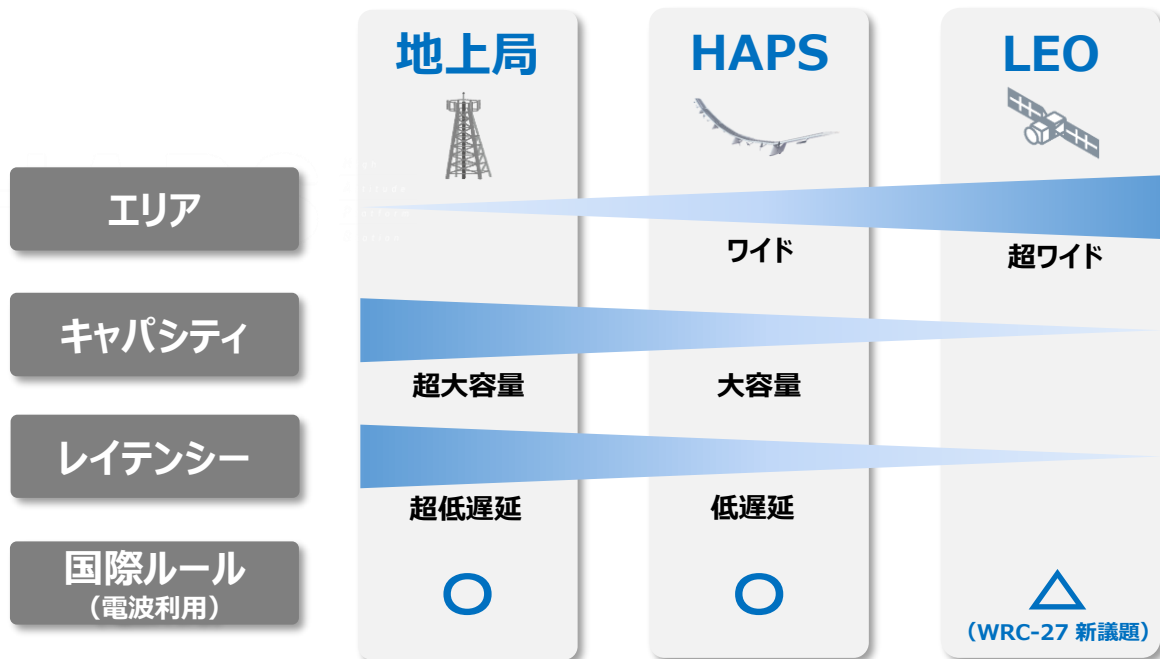 地上局
HAPS
LEO
エリア
ワイド
超ワイド
キャパシティ
超大容量
大容量
レイテンシー
超低遅延
低遅延
国際ルール
（電波利用）
○
○
△
（WRC-27 新議題）